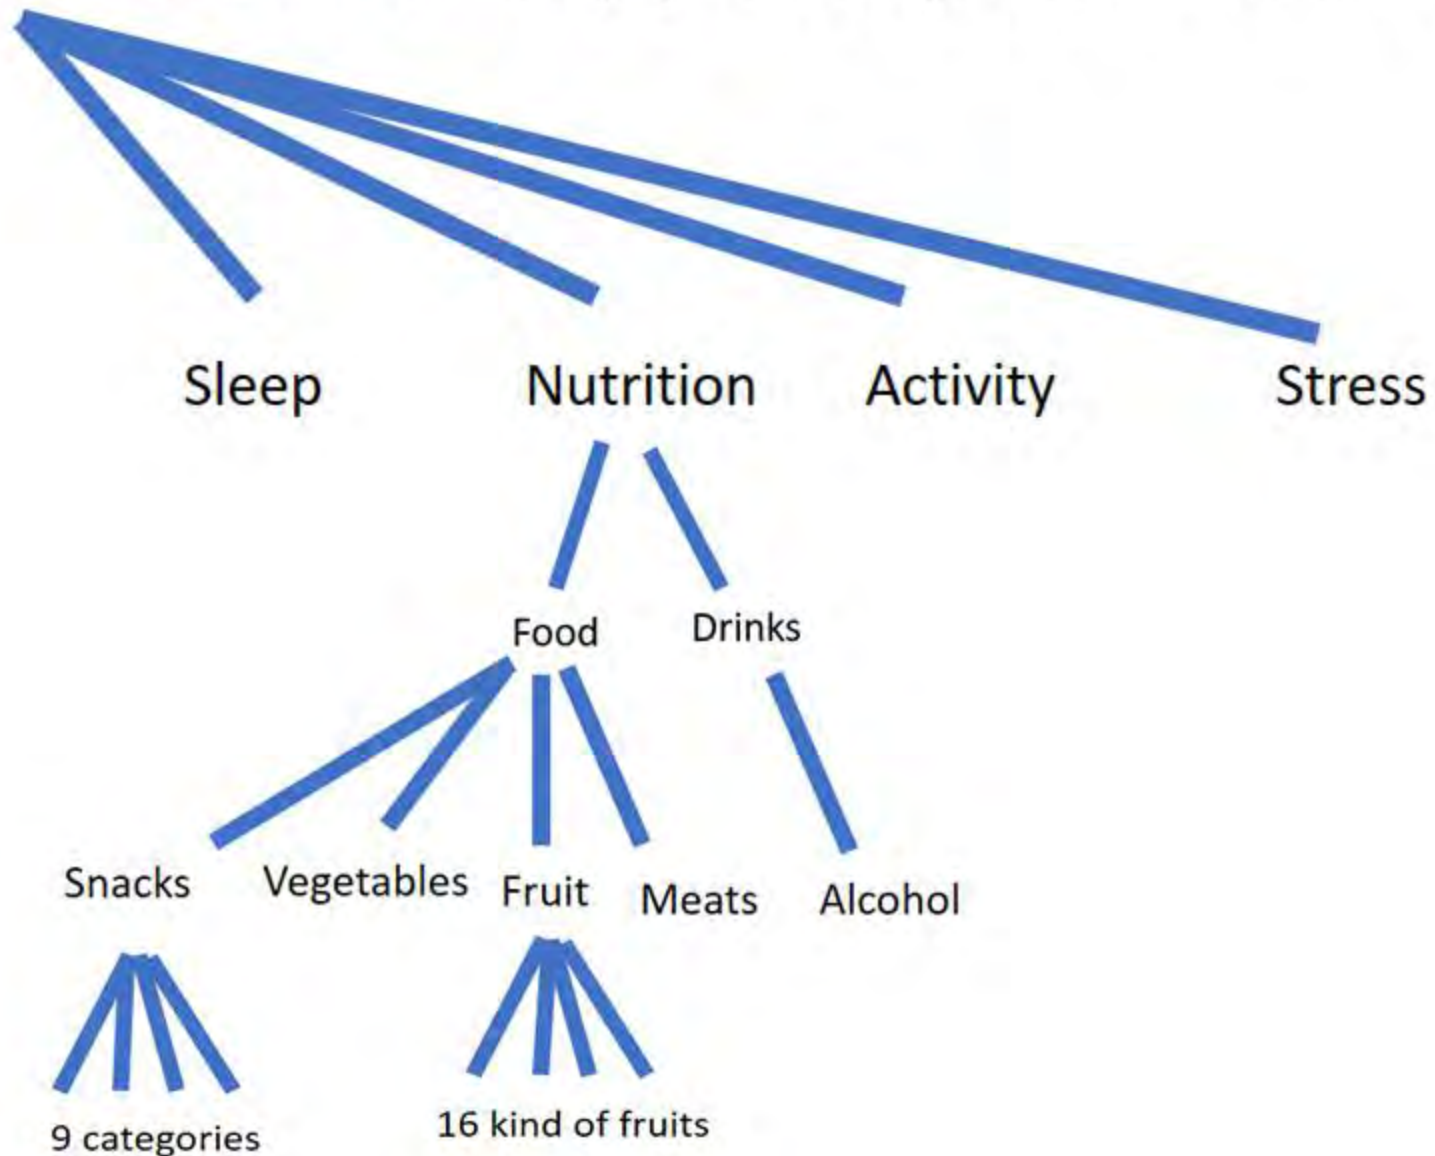 Sleep Nutrition Activity Stress
Food Drinks
Snacks Vegetables Fruit Meats Alcohol
9 categories 16 kind of fruits